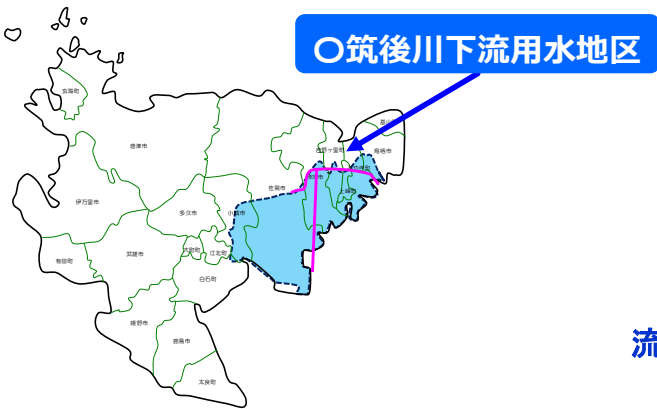 〇筑後川下流用水地区
玄海町
唐津市
伊万里市
有田町
武雄市
多久市
小城市
佐賀市
大町町
江北町
白石町
嬉野市
鹿島市
太良町
吉野ヶ里町
鳥栖市
流